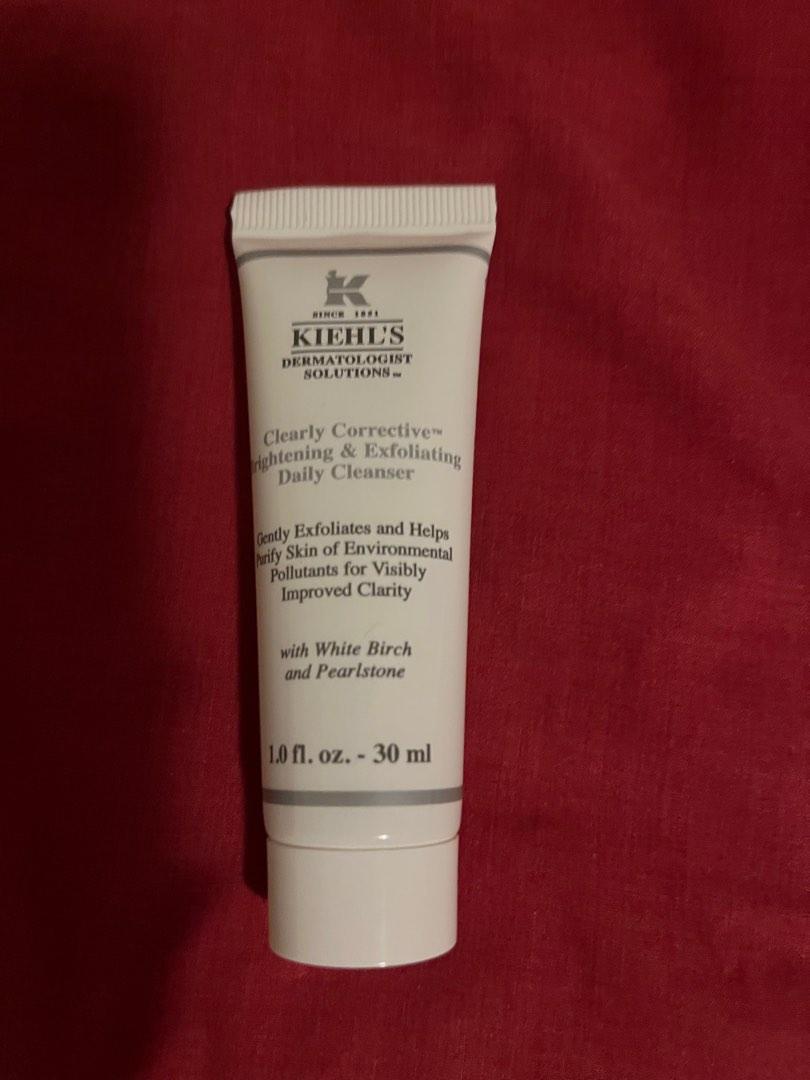 K
SINCE 1851
KIEHL'S
DERMATOLOGIST
SOLUTIONS™
Clearly Corrective™
Brightening & Exfoliating
Daily Cleanser
Gently Exfoliates and Helps
Purify Skin of Environmental
Pollutants for Visibly
Improved Clarity
with White Birch
and Pearlstone
1.0 fl. oz. - 30 ml